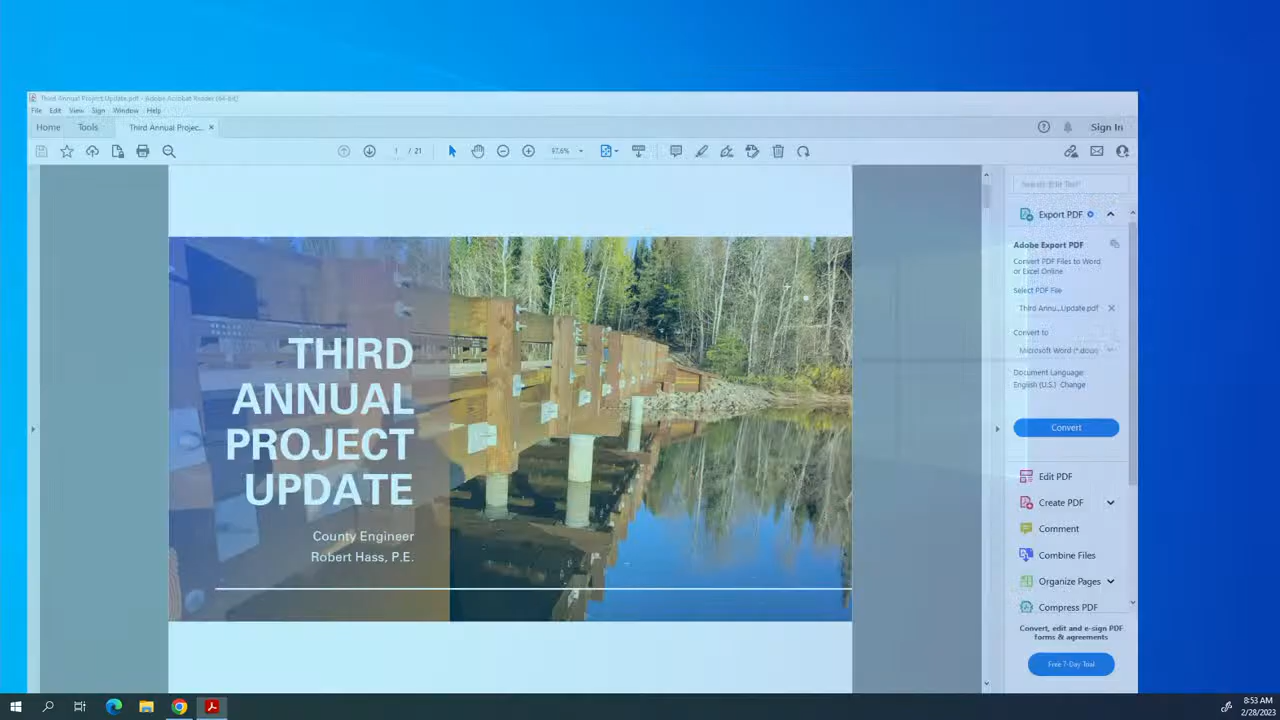 Third Annual Project Update.pdf - Adobe Acrobat Reader (64-bit)
File Edit View Sign Window Help
Home Tools Third Annual Projec... × Sign In
1 / 21 97.6%
Export PDF
Adobe Export PDF
Convert PDF Files to Word
or Excel Online
Select PDF File
Third Annu...Update.pdf ×
Convert to
Microsoft Word (*.docx)
Document Language:
English (U.S.) Change
Convert
Edit PDF
Create PDF
Comment
Combine Files
Organize Pages
Compress PDF
Convert, edit and e-sign PDF
forms & agreements
Free 7-Day Trial
THIRD
ANNUAL
PROJECT
UPDATE
County Engineer
Robert Hass, P.E.
8:53 AM
2/28/2023